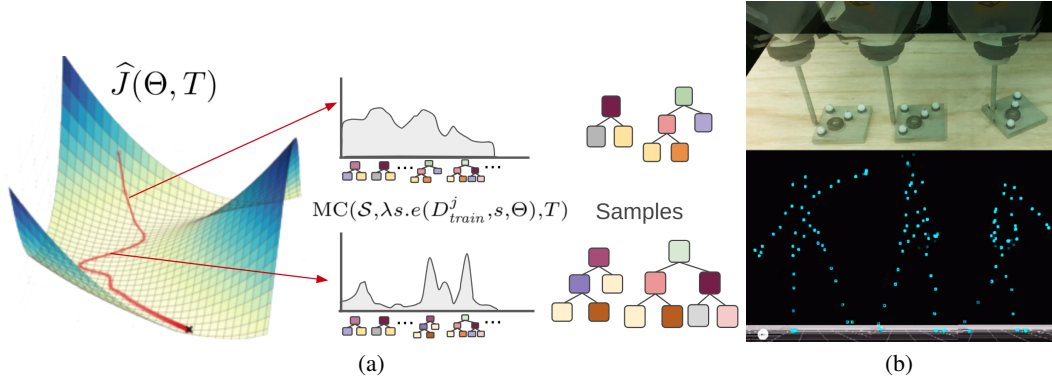 Ĵ(Θ, T)
MC(𝒮, λs.e(D^j_train, s, Θ), T)
Samples
(a)
(b)